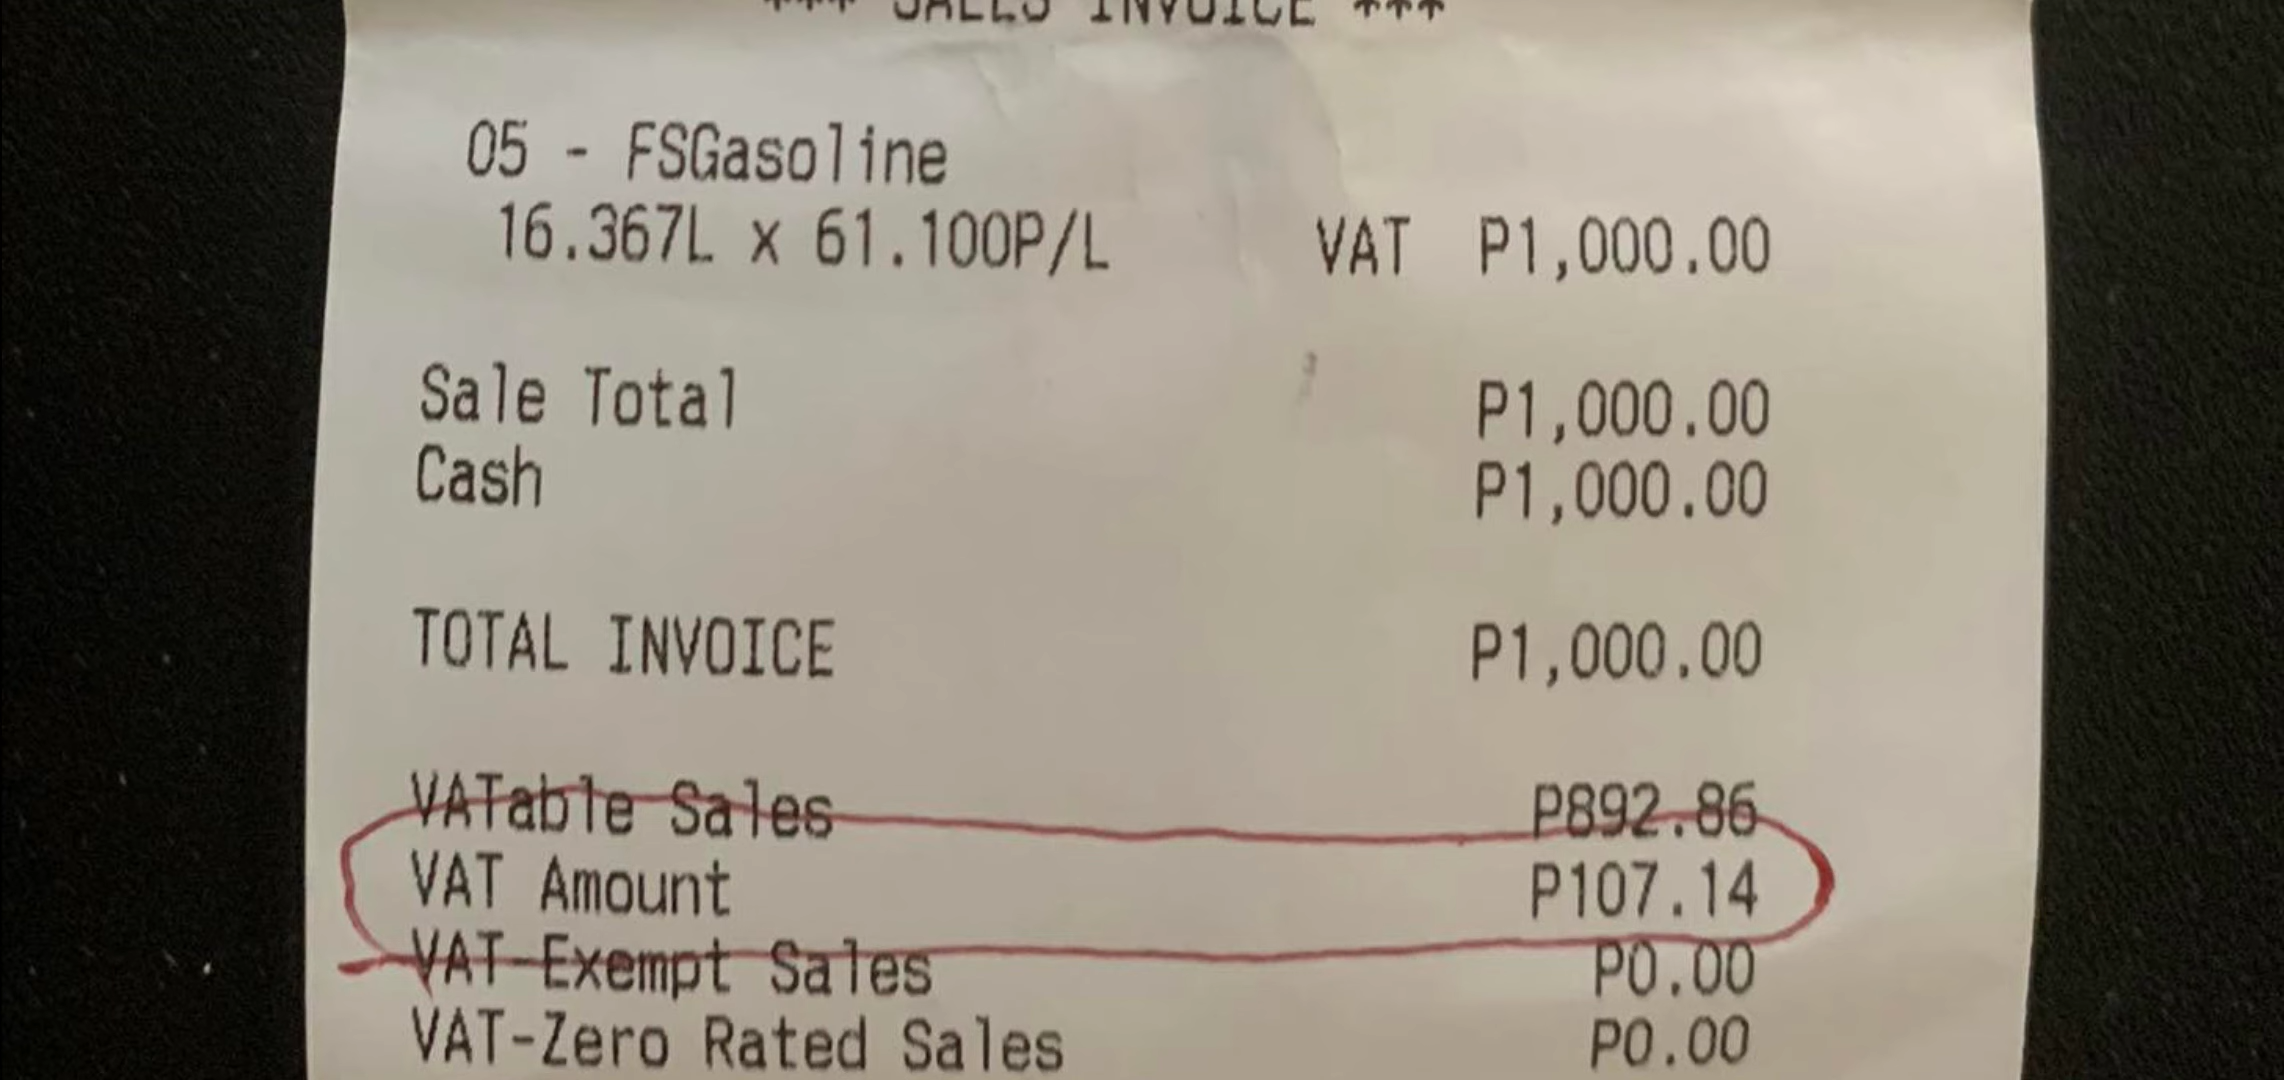 *** SALES INVOICE ***
05 - FSGasoline
16.367L x 61.100P/L VAT P1,000.00
Sale Total P1,000.00
Cash P1,000.00
TOTAL INVOICE P1,000.00
VATable Sales P892.86
VAT Amount P107.14
VAT-Exempt Sales P0.00
VAT-Zero Rated Sales P0.00